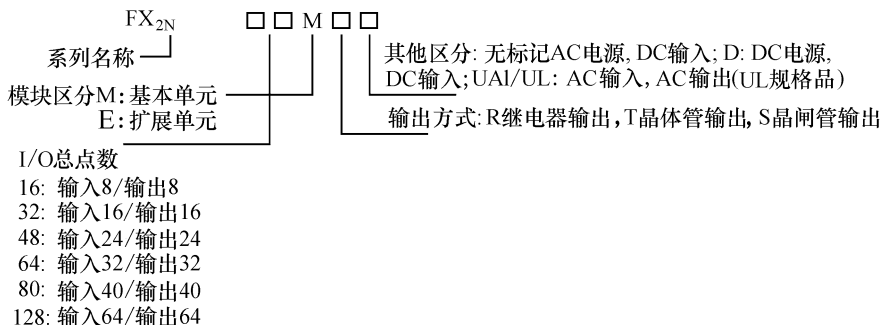 FX2N □□M□□
系列名称
其他区分: 无标记AC电源, DC输入; D: DC电源,
DC输入; UAl/UL: AC输入, AC输出(UL规格品)
模块区分M: 基本单元
E: 扩展单元
输出方式: R继电器输出, T晶体管输出, S晶闸管输出
I/O总点数
16: 输入8/输出8
32: 输入16/输出16
48: 输入24/输出24
64: 输入32/输出32
80: 输入40/输出40
128: 输入64/输出64